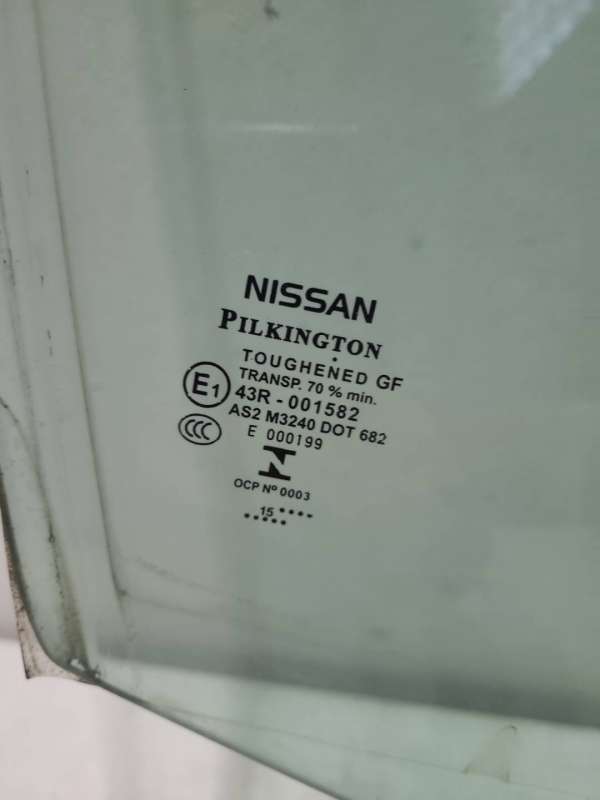 NISSAN
PILKINGTON
TOUGHENED GF
TRANSP. 70 % min.
E1
43R - 001582
AS2 M3240 DOT 682
CCC
E 000199
OCP Nº 0003
15